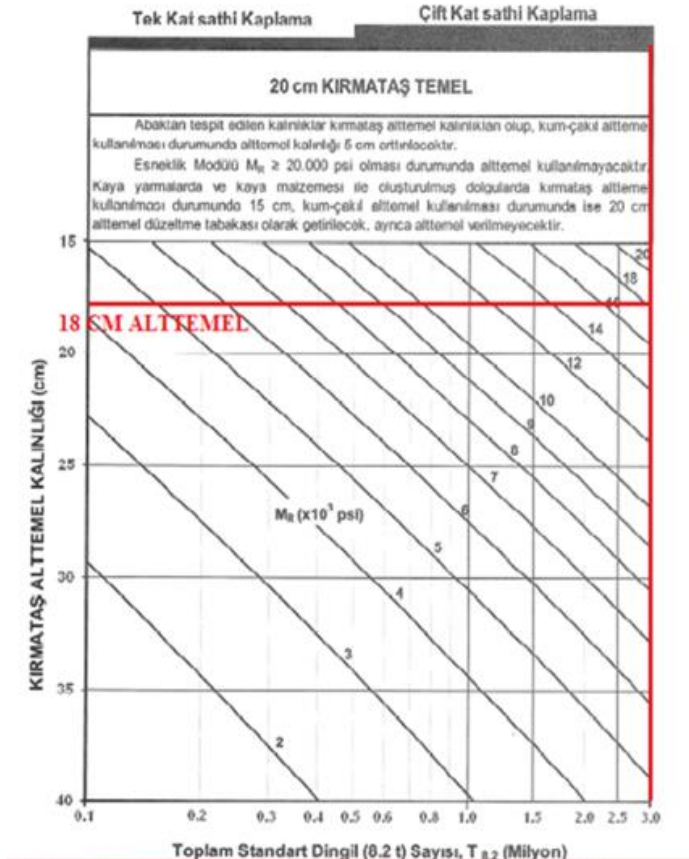 Tek Kat sathi Kaplama
Çift Kat sathi Kaplama
20 cm KIRMATAŞ TEMEL
Abaktan tespit edilen kalınlıklar kırmataş alttemel kalınlıkları olup, kum-çakıl altteme
kullanılması durumunda alttemol kalınlığı 5 cm arttırılacaktır.
Esneklik Modülü MR ≥ 20.000 psi olması durumunda alttemel kullanılmayacaktır.
Kaya yarmalarda ve kaya malzemesi ile oluşturulmuş dolgularda kırmataş altteme
kullanılması durumunda 15 cm, kum-çakıl alttemel kullanılması durumunda ise 20 cm
alttemel düzeltme tabakası olarak getirilecek, ayrıca alttemel verilmeyecektir.
15
20
18
16
18 CM ALTTEMEL
14
20
12
10
9
8
25
7
MR (x10³ psi)
6
5
30
4
3
35
2
40
KIRMATAŞ ALTTEMEL KALINLIĞI (cm)
0.1 0.2 0.3 0.4 0.5 0.6 0.8 1.0 1.5 2.0 2.5 3.0
Toplam Standart Dingil (8.2 t) Sayısı, T 8.2 (Milyon)